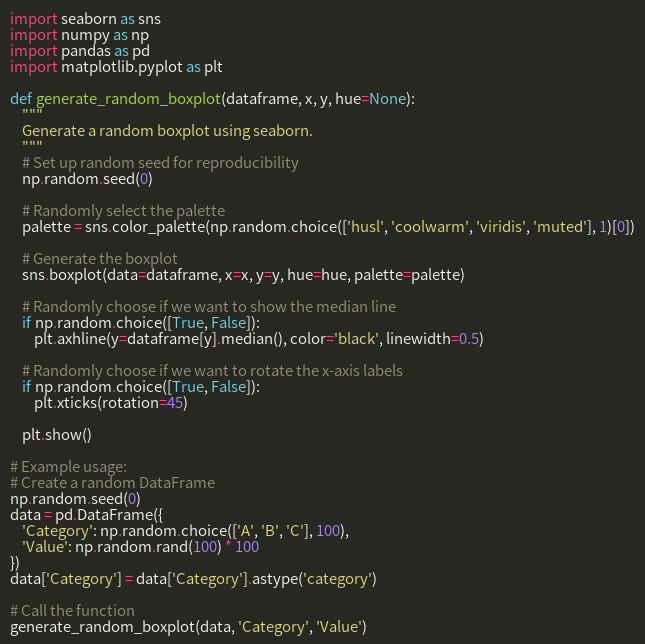 import seaborn as sns
import numpy as np
import pandas as pd
import matplotlib.pyplot as plt

def generate_random_boxplot(dataframe, x, y, hue=None):
    """
    Generate a random boxplot using seaborn.
    """
    # Set up random seed for reproducibility
    np.random.seed(0)

    # Randomly select the palette
    palette = sns.color_palette(np.random.choice(['husl', 'coolwarm', 'viridis', 'muted'], 1)[0])

    # Generate the boxplot
    sns.boxplot(data=dataframe, x=x, y=y, hue=hue, palette=palette)

    # Randomly choose if we want to show the median line
    if np.random.choice([True, False]):
        plt.axhline(y=dataframe[y].median(), color='black', linewidth=0.5)

    # Randomly choose if we want to rotate the x-axis labels
    if np.random.choice([True, False]):
        plt.xticks(rotation=45)

    plt.show()

# Example usage:
# Create a random DataFrame
np.random.seed(0)
data = pd.DataFrame({
    'Category': np.random.choice(['A', 'B', 'C'], 100),
    'Value': np.random.rand(100) * 100
})
data['Category'] = data['Category'].astype('category')

# Call the function
generate_random_boxplot(data, 'Category', 'Value')